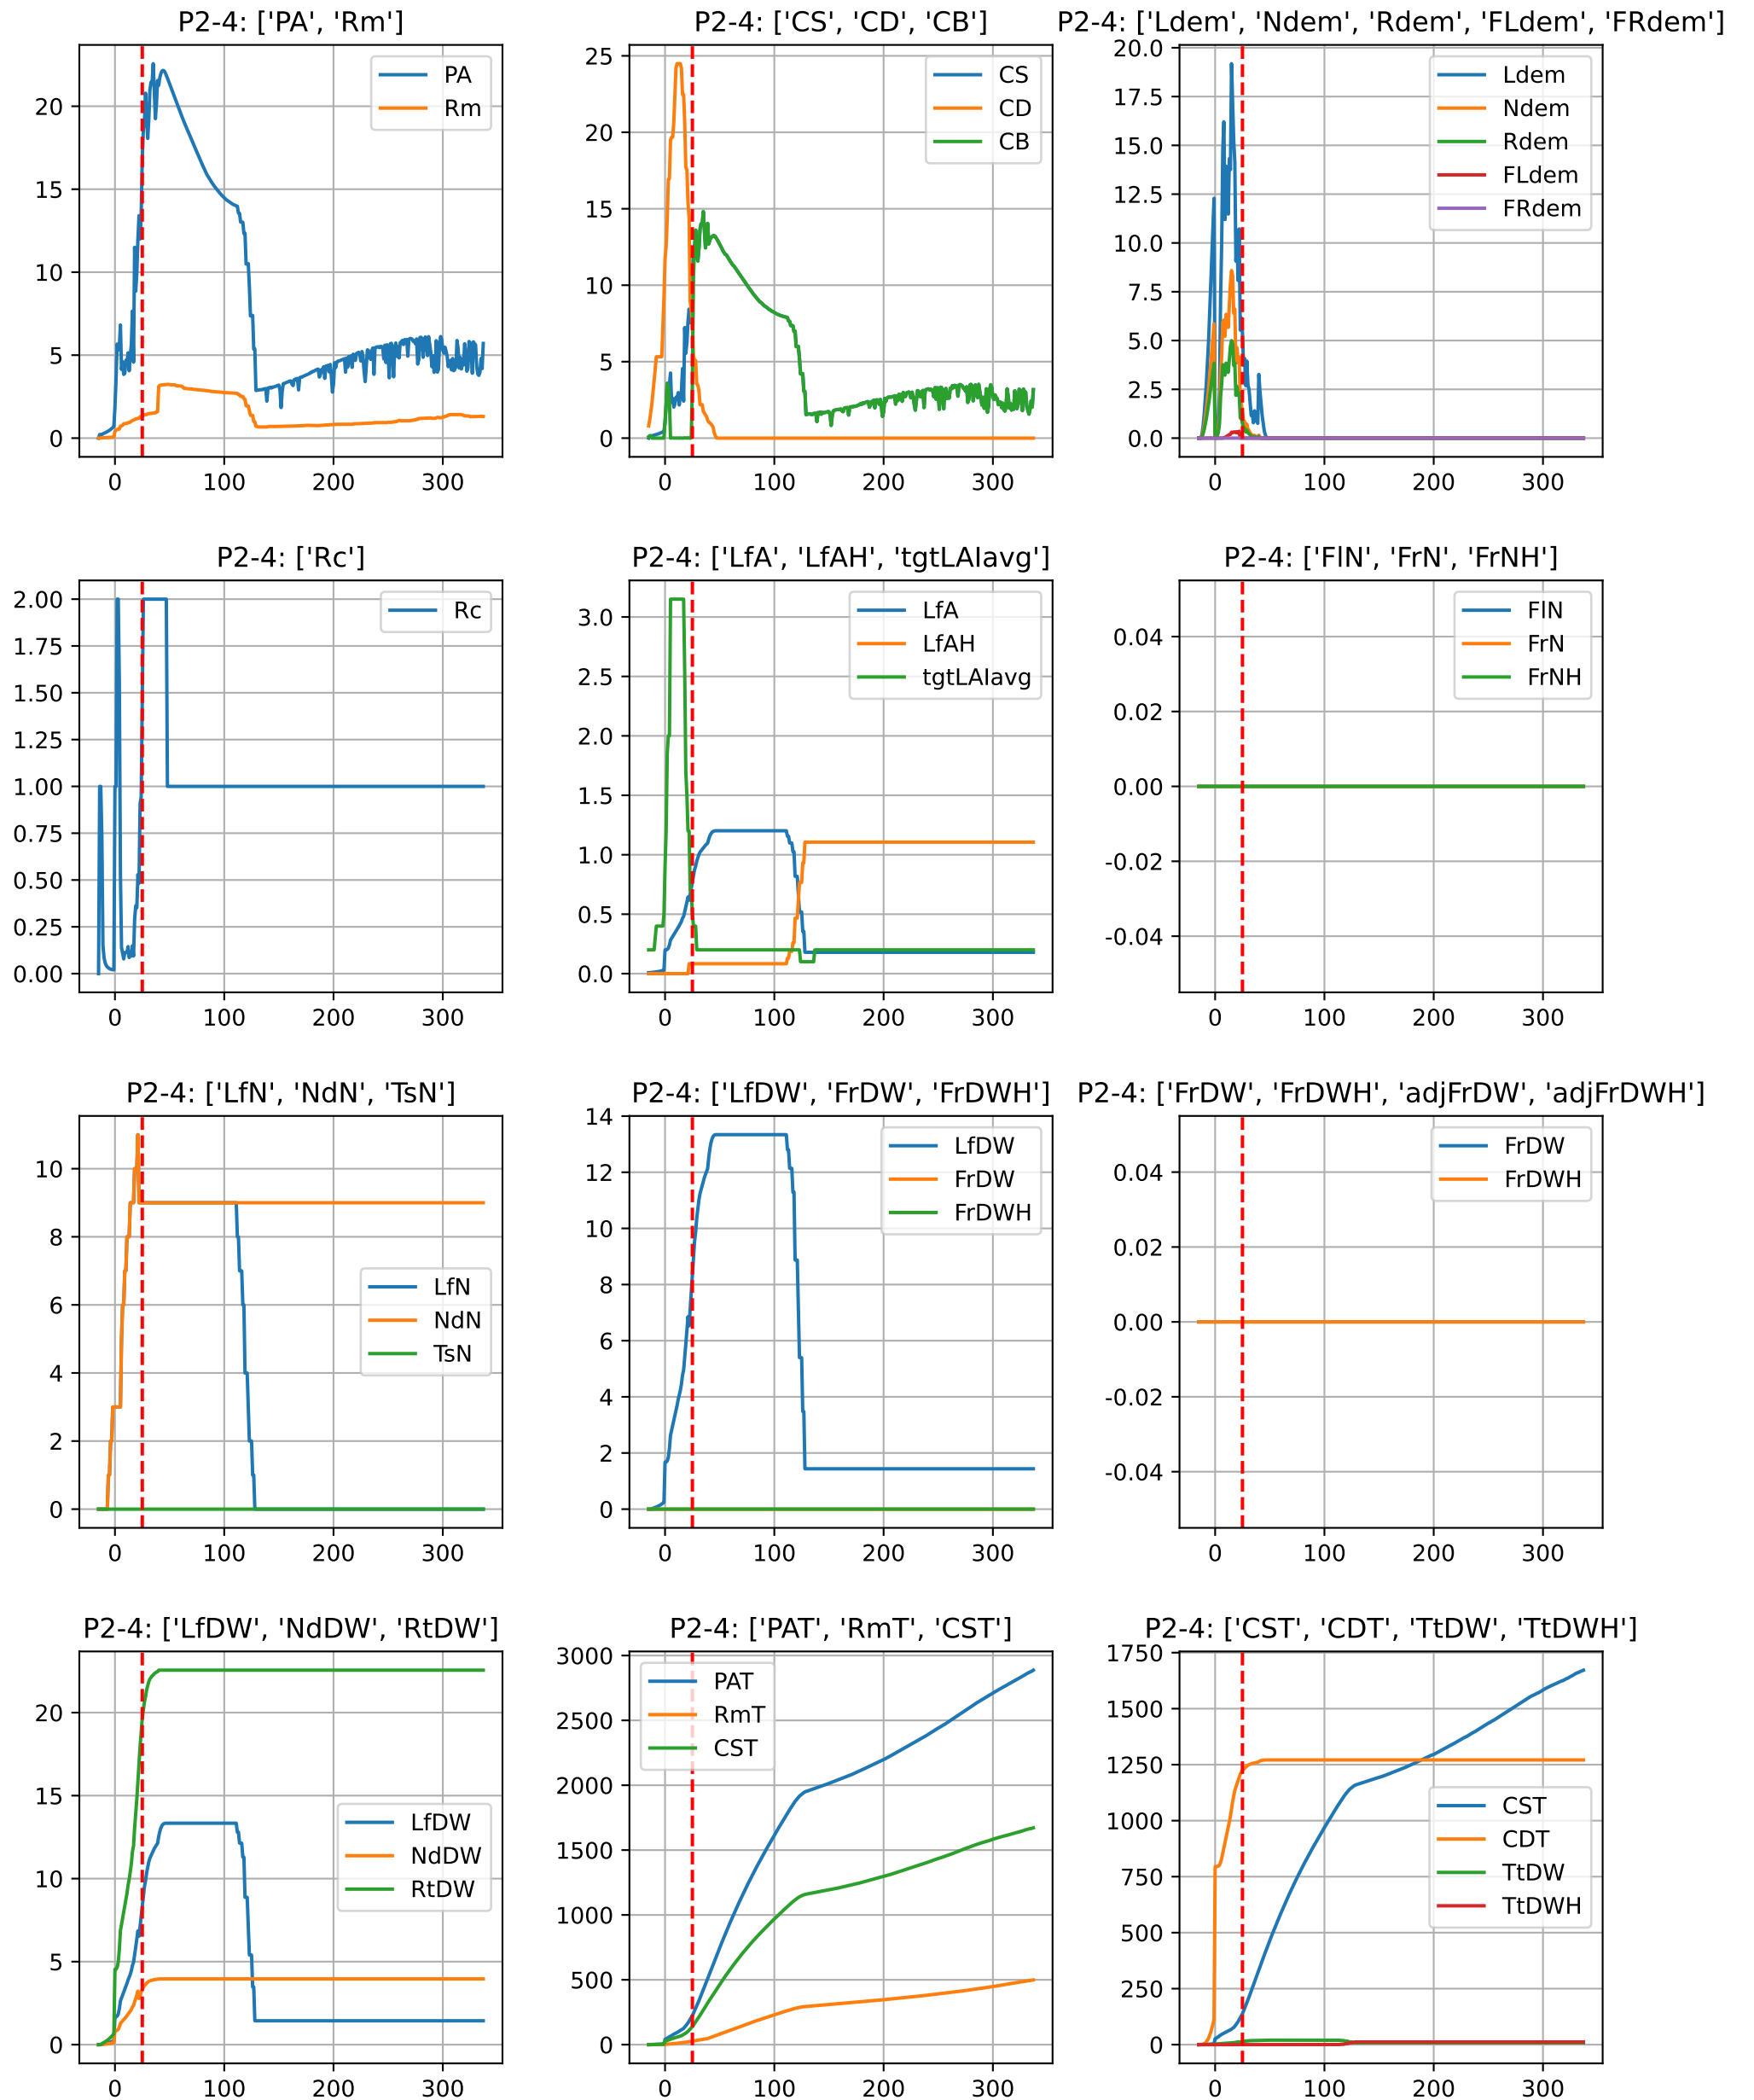 P2-4: ['PA', 'Rm']
20
15
10
5
0
0
100
200
300
PA
Rm
P2-4: ['CS', 'CD', 'CB']
25
20
15
10
5
0
0
100
200
300
CS
CD
CB
P2-4: ['Ldem', 'Ndem', 'Rdem', 'FLdem', 'FRdem']
20.0
17.5
15.0
12.5
10.0
7.5
5.0
2.5
0.0
0
100
200
300
Ldem
Ndem
Rdem
FLdem
FRdem
P2-4: ['Rc']
2.00
1.75
1.50
1.25
1.00
0.75
0.50
0.25
0.00
0
100
200
300
Rc
P2-4: ['LfA', 'LfAH', 'tgtLAIavg']
3.0
2.5
2.0
1.5
1.0
0.5
0.0
0
100
200
300
LfA
LfAH
tgtLAIavg
P2-4: ['FlN', 'FrN', 'FrNH']
0.04
0.02
0.00
-0.02
-0.04
0
100
200
300
FlN
FrN
FrNH
P2-4: ['LfN', 'NdN', 'TsN']
10
8
6
4
2
0
0
100
200
300
LfN
NdN
TsN
P2-4: ['LfDW', 'FrDW', 'FrDWH']
14
12
10
8
6
4
2
0
0
100
200
300
LfDW
FrDW
FrDWH
P2-4: ['FrDW', 'FrDWH', 'adjFrDW', 'adjFrDWH']
0.04
0.02
0.00
-0.02
-0.04
0
100
200
300
FrDW
FrDWH
P2-4: ['LfDW', 'NdDW', 'RtDW']
20
15
10
5
0
0
100
200
300
LfDW
NdDW
RtDW
P2-4: ['PAT', 'RmT', 'CST']
3000
2500
2000
1500
1000
500
0
0
100
200
300
PAT
RmT
CST
P2-4: ['CST', 'CDT', 'TtDW', 'TtDWH']
1750
1500
1250
1000
750
500
250
0
0
100
200
300
CST
CDT
TtDW
TtDWH